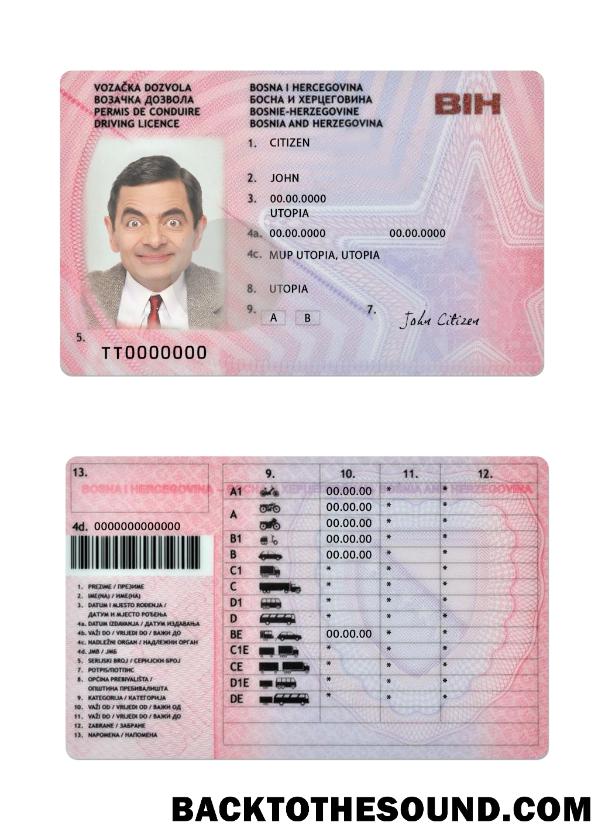 VOZAČKA DOZVOLA
ВОЗАЧКА ДОЗВОЛА
PERMIS DE CONDUIRE
DRIVING LICENCE
BOSNA I HERCEGOVINA
БОСНА И ХЕРЦЕГОВИНА
BOSNIE-HERZEGOVINE
BOSNIA AND HERZEGOVINA
BIH
1. CITIZEN
2. JOHN
3. 00.00.0000
UTOPIA
4a. 00.00.0000 00.00.0000
4c. MUP UTOPIA, UTOPIA
8. UTOPIA
9. A B 7. John Citizen
5.
TT0000000
13. 9. 10. 11. 12.
BOSNA I HERCEGOVINA
A1 00.00.00 * *
A 00.00.00 * *
00.00.00 * *
B1 00.00.00 * *
B 00.00.00 * *
C1 * * *
C * * *
D1 * * *
D * * *
BE 00.00.00 * *
C1E * * *
CE * * *
D1E * * *
DE * * *
4d. 0000000000000
1. PREZIME / ПРЕЗИМЕ
2. IME(NA) / ИМЕ(НА)
3. DATUM I MJESTO ROĐENJA /
ДАТУМ И МЈЕСТО РОЂЕЊА
4a. DATUM IZDAVANJA / ДАТУМ ИЗДАВАЊА
4b. VAŽI DO / VRIJEDI DO / ВАЖИ ДО
4c. NADLEŽNI ORGAN / НАДЛЕЖНИ ОРГАН
4d. JMB / ЈМБ
5. SERIJSKI BROJ / СЕРИЈСКИ БРОЈ
7. POTPIS/ПОТПИС
8. OPĆINA PREBIVALIŠTA /
ОПШТИНА ПРЕБИВАЛИШТА
9. KATEGORIJA / КАТЕГОРИЈА
10. VAŽI OD / VRIJEDI OD / ВАЖИ ОД
11. VAŽI DO / VRIJEDI DO / ВАЖИ ДО
12. ZABRANE / ЗАБРАНЕ
13. NAPOMENA / НАПОМЕНА
BACKTOTHESOUND.COM